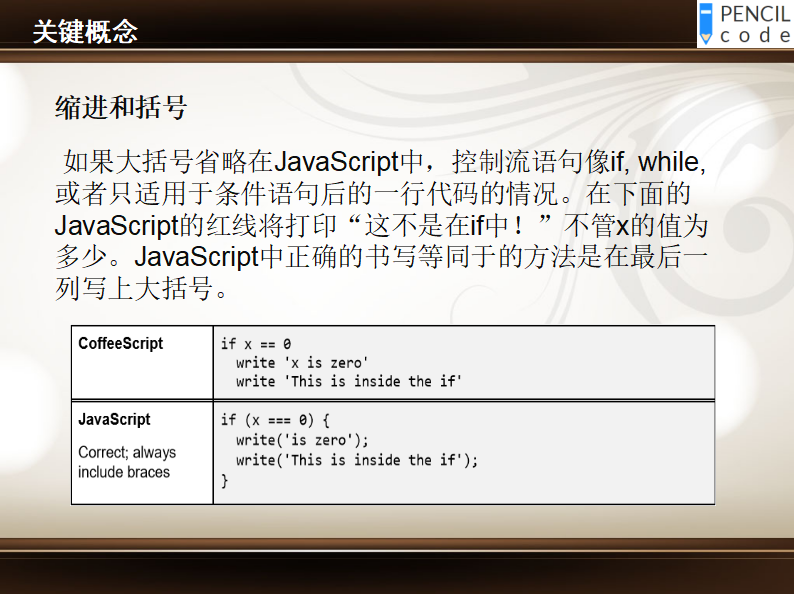 关键概念
PENCIL
code
缩进和括号
如果大括号省略在JavaScript中，控制流语句像if, while,
或者只适用于条件语句后的一行代码的情况。在下面的
JavaScript的红线将打印“这不是在if中！”不管x的值为
多少。JavaScript中正确的书写等同于的方法是在最后一
列写上大括号。
CoffeeScript
if x == 0
write 'x is zero'
write 'This is inside the if'
JavaScript
Correct; always
include braces
if (x === 0) {
write('is zero');
write('This is inside the if');
}